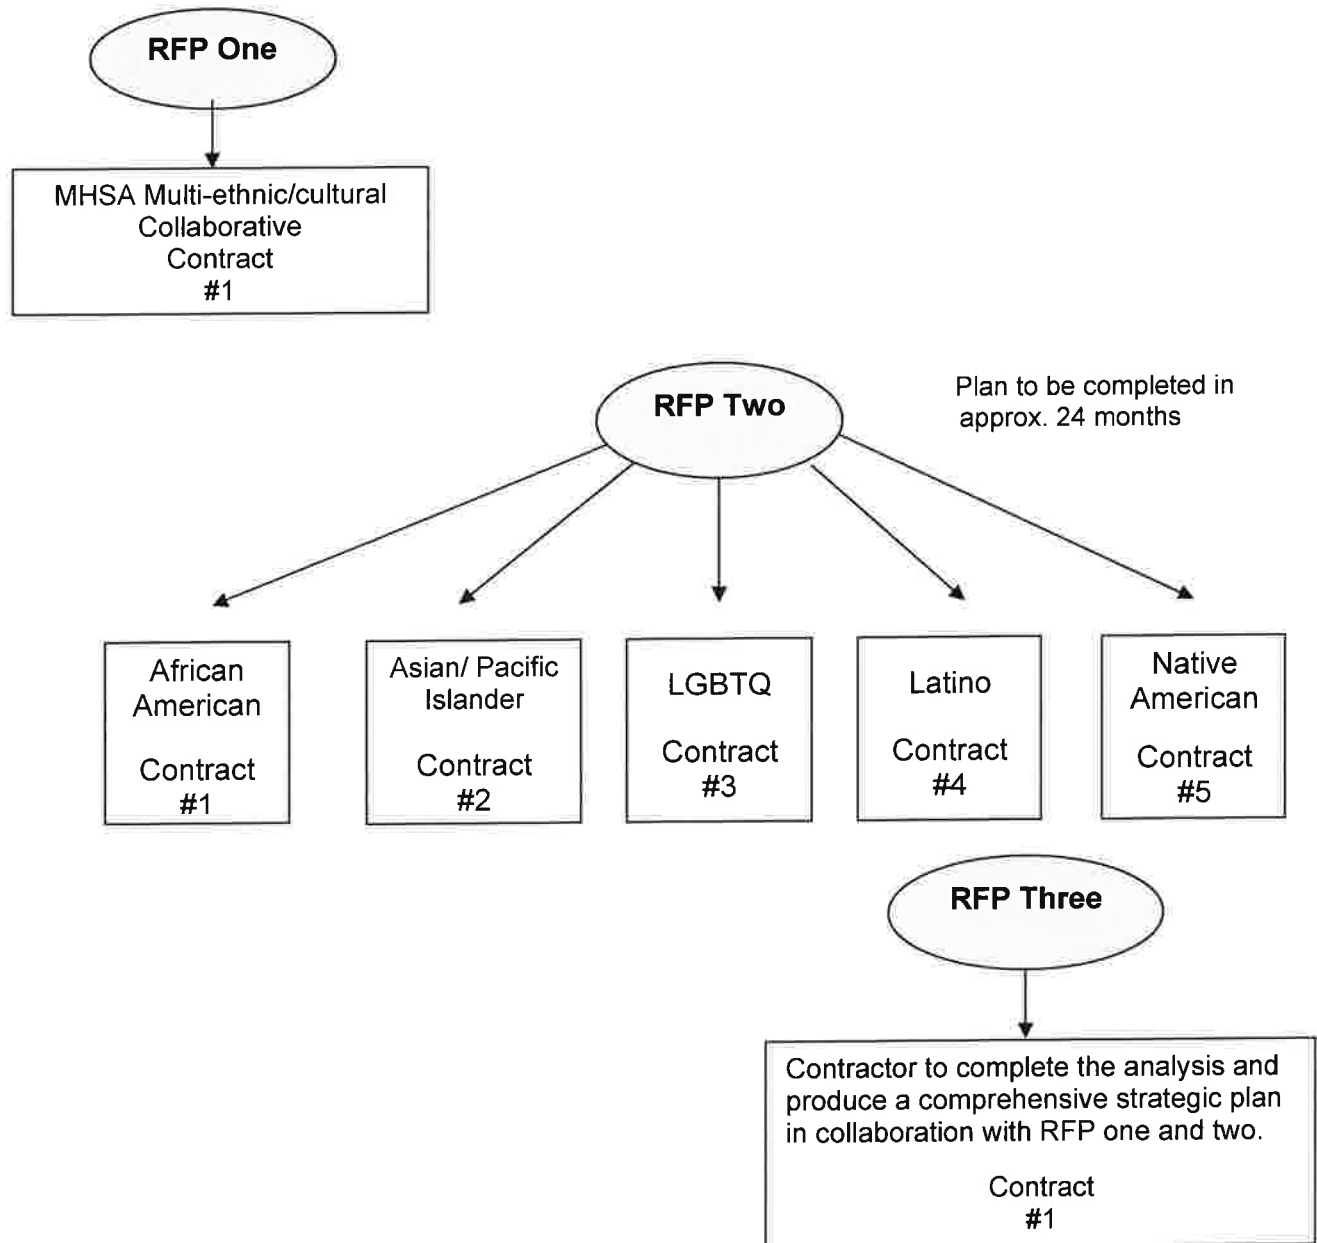 RFP One
MHSA Multi-ethnic/cultural
Collaborative
Contract
#1
RFP Two
Plan to be completed in
approx. 24 months
African
American
Contract
#1
Asian/ Pacific
Islander
Contract
#2
LGBTQ
Contract
#3
Latino
Contract
#4
Native
American
Contract
#5
RFP Three
Contractor to complete the analysis and
produce a comprehensive strategic plan
in collaboration with RFP one and two.
Contract
#1